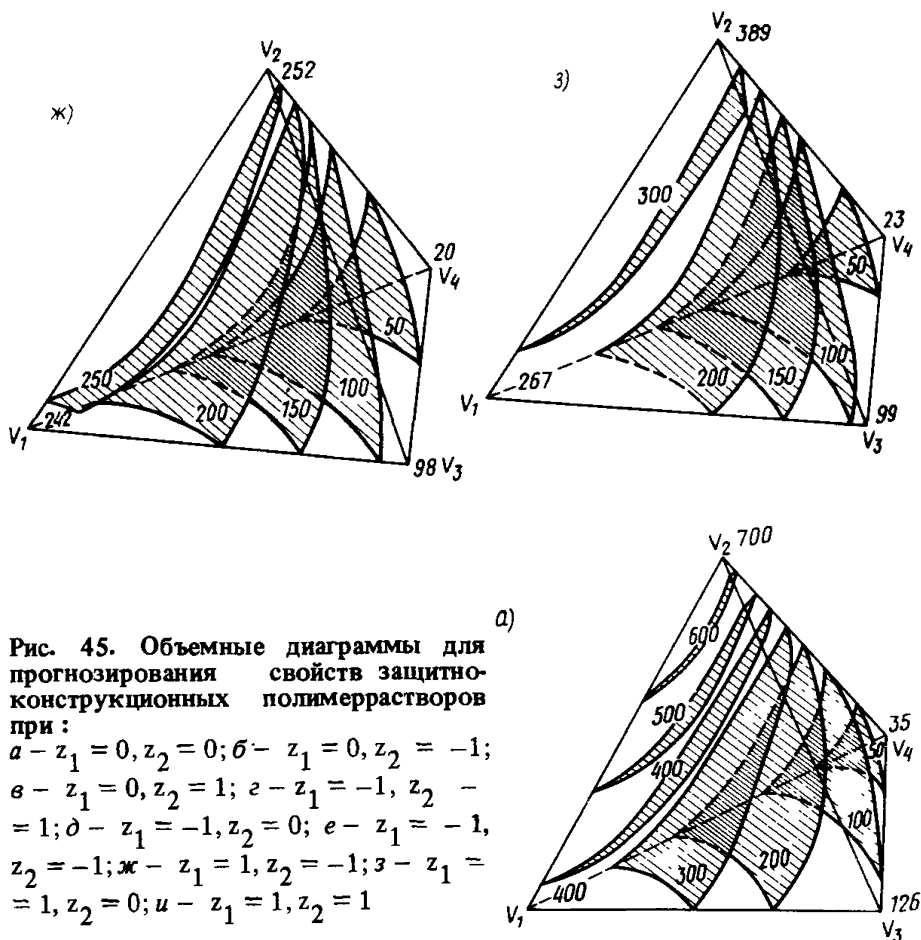 V₂ 252
ж)
20
V₄
50
250
242
V₁
200
150
100
98 V₃
V₂ 389
з)
300
23
V₄
50
267
V₁
200
150
100
99
V₃
V₂ 700
а)
600
500
400
35
V₄
50
100
400
V₁
300
200
126
V₃
Рис. 45. Объемные диаграммы для
прогнозирования свойств защитно-
конструкционных полимеррастворов
при :
а – z₁ = 0, z₂ = 0; б – z₁ = 0, z₂ = –1;
в – z₁ = 0, z₂ = 1; г – z₁ = –1, z₂ –
= 1; д – z₁ = –1, z₂ = 0; е – z₁ = – 1,
z₂ = –1; ж – z₁ = 1, z₂ = –1; з – z₁ =
= 1, z₂ = 0; и – z₁ = 1, z₂ = 1